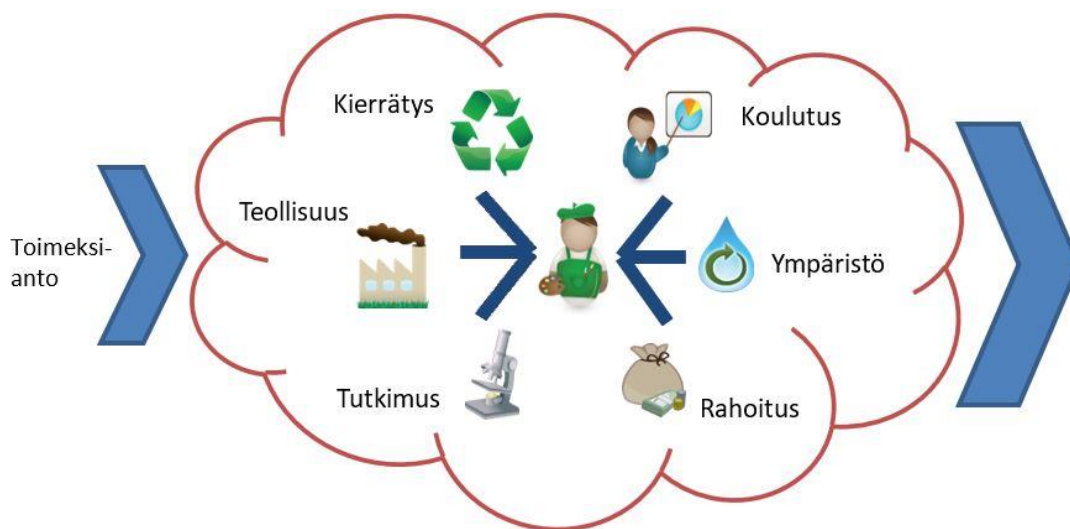 Kierrätys
Koulutus
Teollisuus
Toimeksi-
anto
Ympäristö
Tutkimus
Rahoitus